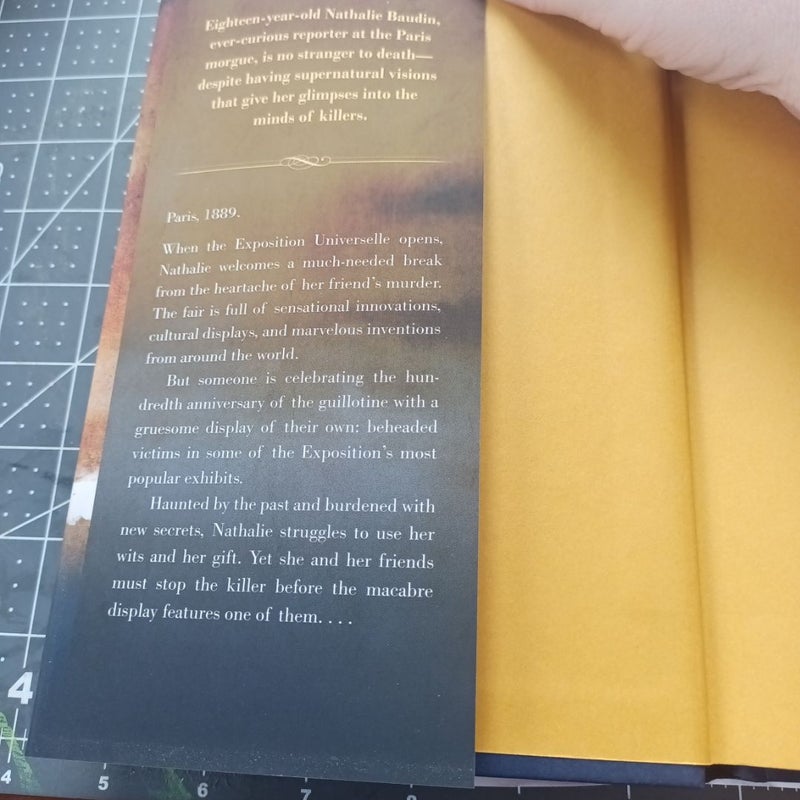 Eighteen-year-old Nathalie Baudin,
ever-curious reporter at the Paris
morgue, is no stranger to death—
despite having supernatural visions
that give her glimpses into the
minds of killers.
Paris, 1889.
When the Exposition Universelle opens,
Nathalie welcomes a much-needed break
from the heartache of her friend's murder.
The fair is full of sensational innovations,
cultural displays, and marvelous inventions
from around the world.
But someone is celebrating the hun-
dredth anniversary of the guillotine with a
gruesome display of their own: beheaded
victims in some of the Exposition's most
popular exhibits.
Haunted by the past and burdened with
new secrets, Nathalie struggles to use her
wits and her gift. Yet she and her friends
must stop the killer before the macabre
display features one of them. . . .
4
4 5 6 7 8